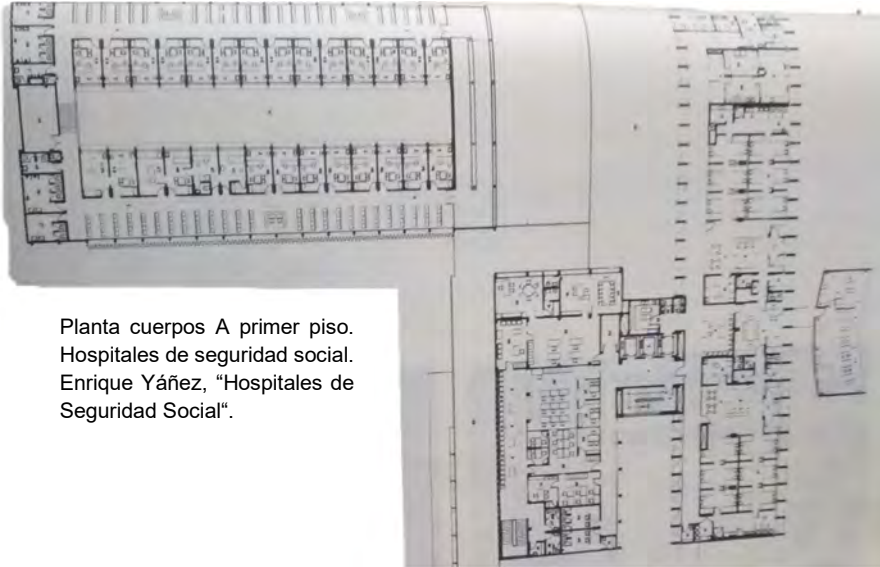 Planta cuerpos A primer piso.
Hospitales de seguridad social.
Enrique Yáñez, “Hospitales de
Seguridad Social“.